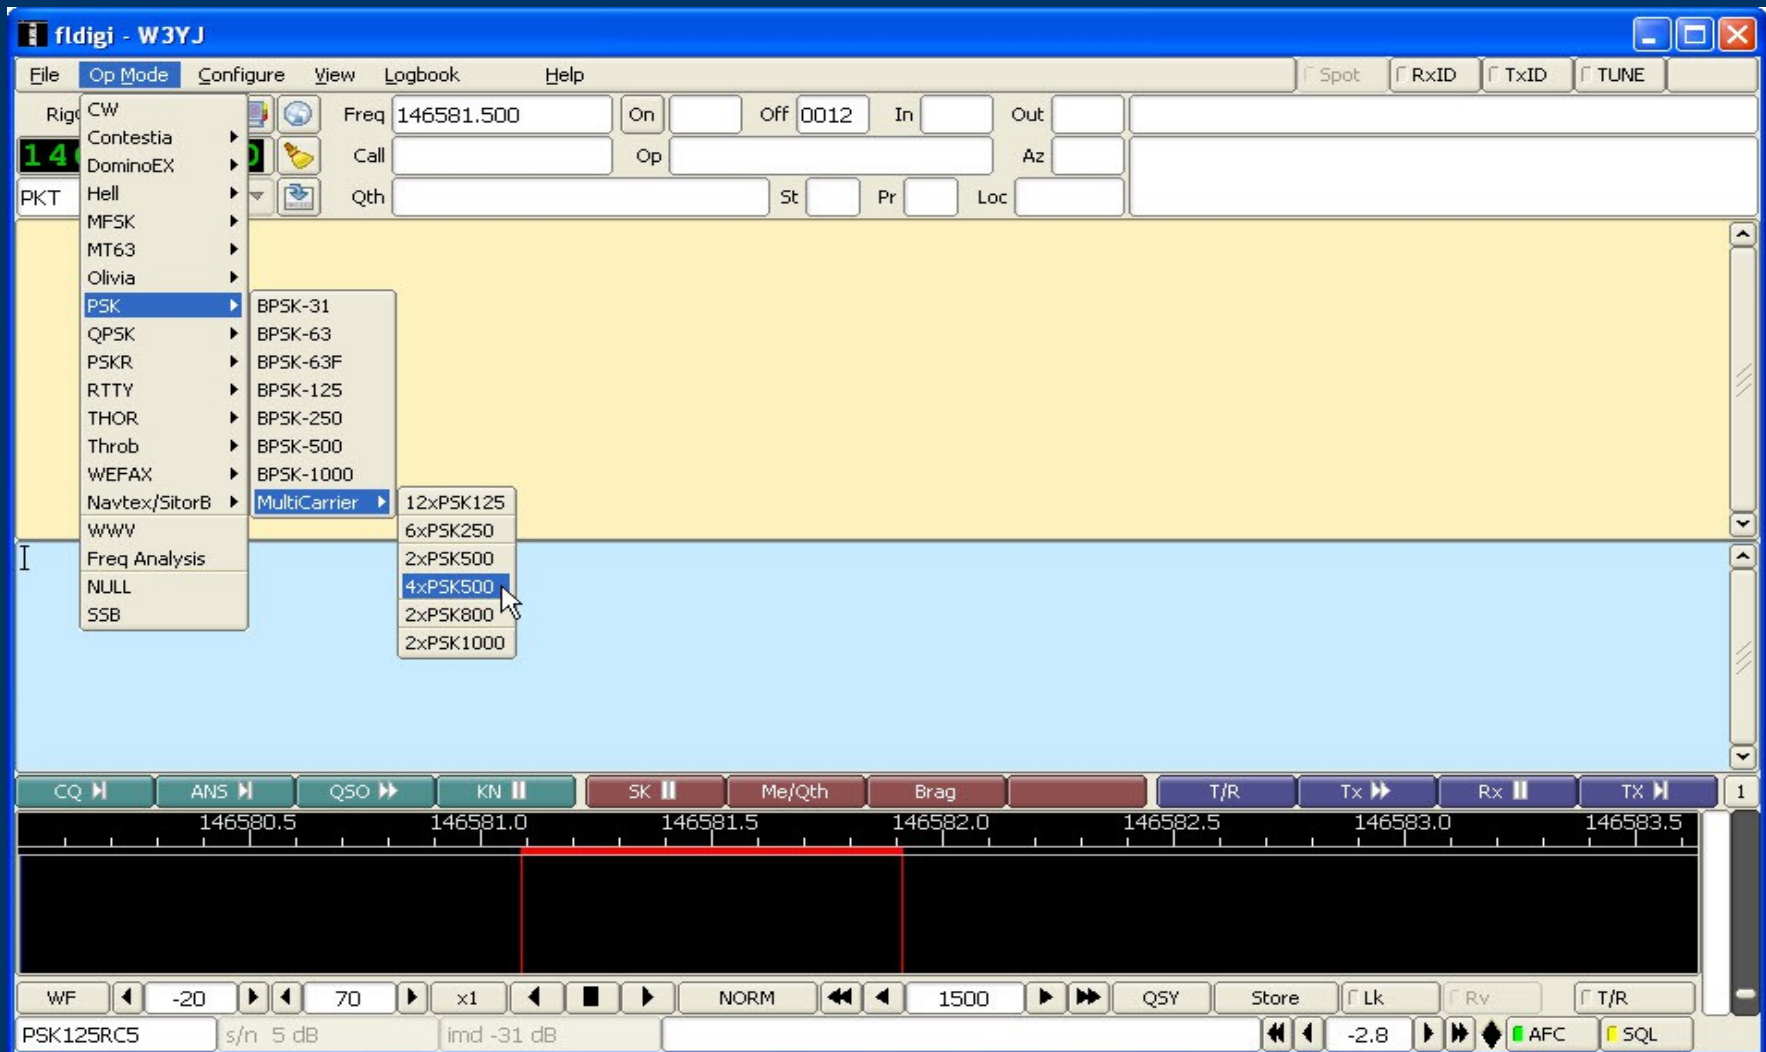 fldigi - W3YJ
File Op Mode Configure View Logbook Help Spot RxID TxID TUNE
Freq 146581.500 On Off 0012 In Out
Call Op Az
PKT Qth St Pr Loc
CW
Contestia
DominoEX
Hell
MFSK
MT63
Olivia
PSK
QPSK
PSKR
RTTY
THOR
Throb
WEFAX
Navtex/SitorB
WWV
Freq Analysis
NULL
SSB
BPSK-31
BPSK-63
BPSK-63F
BPSK-125
BPSK-250
BPSK-500
BPSK-1000
MultiCarrier
12xPSK125
6xPSK250
2xPSK500
4xPSK500
2xPSK800
2xPSK1000
CQ ANS QSO KN SK Me/Qth Brag T/R Tx Rx TX 1
146580.5 146581.0 146581.5 146582.0 146582.5 146583.0 146583.5
WF -20 70 x1 NORM 1500 QSY Store Lk Rv T/R
PSK125RC5 s/n 5 dB imd -31 dB -2.8 AFC SQL